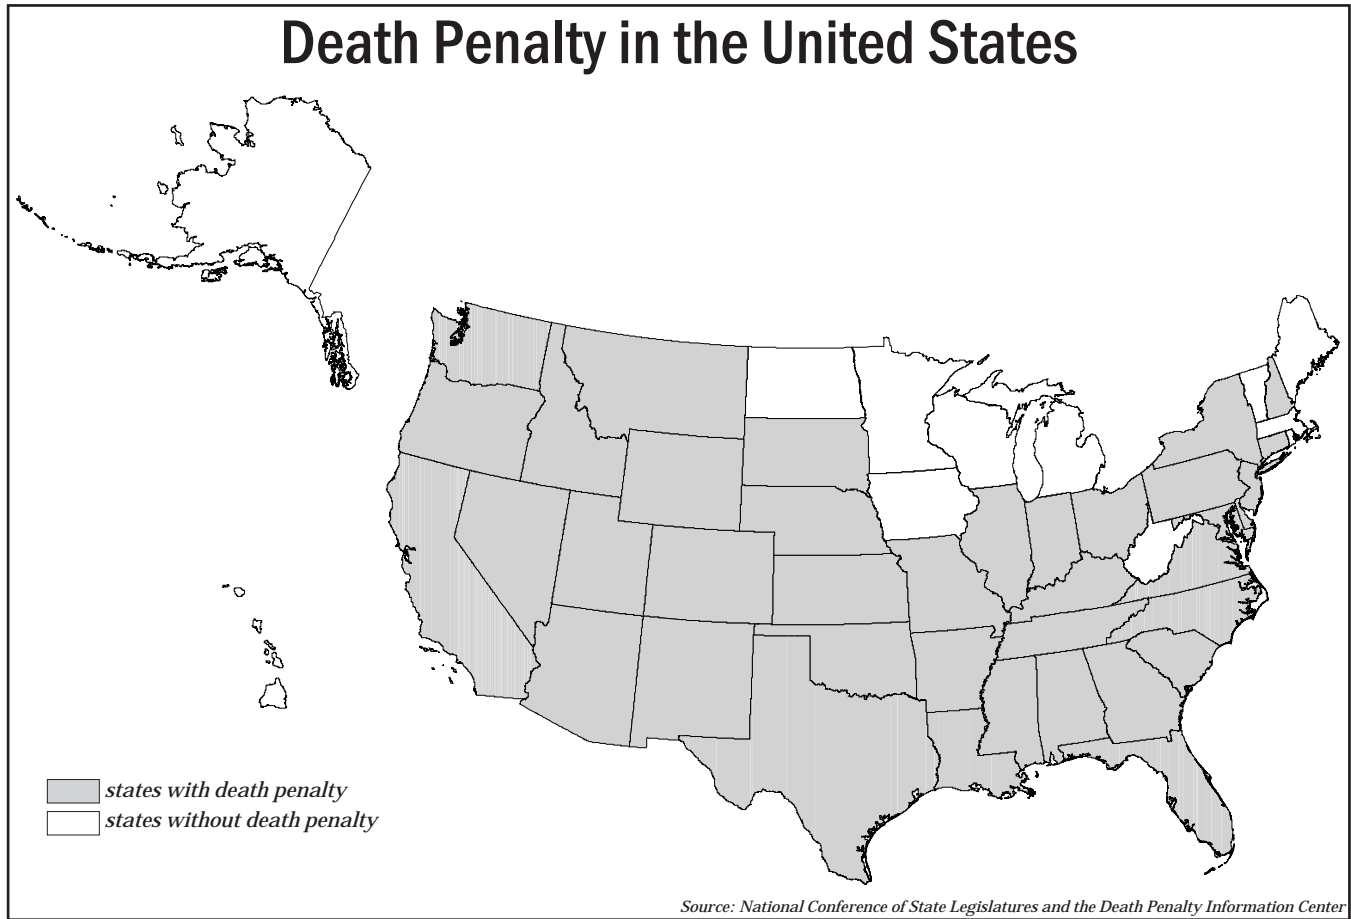 Death Penalty in the United States
states with death penalty
states without death penalty
Source: National Conference of State Legislatures and the Death Penalty Information Center